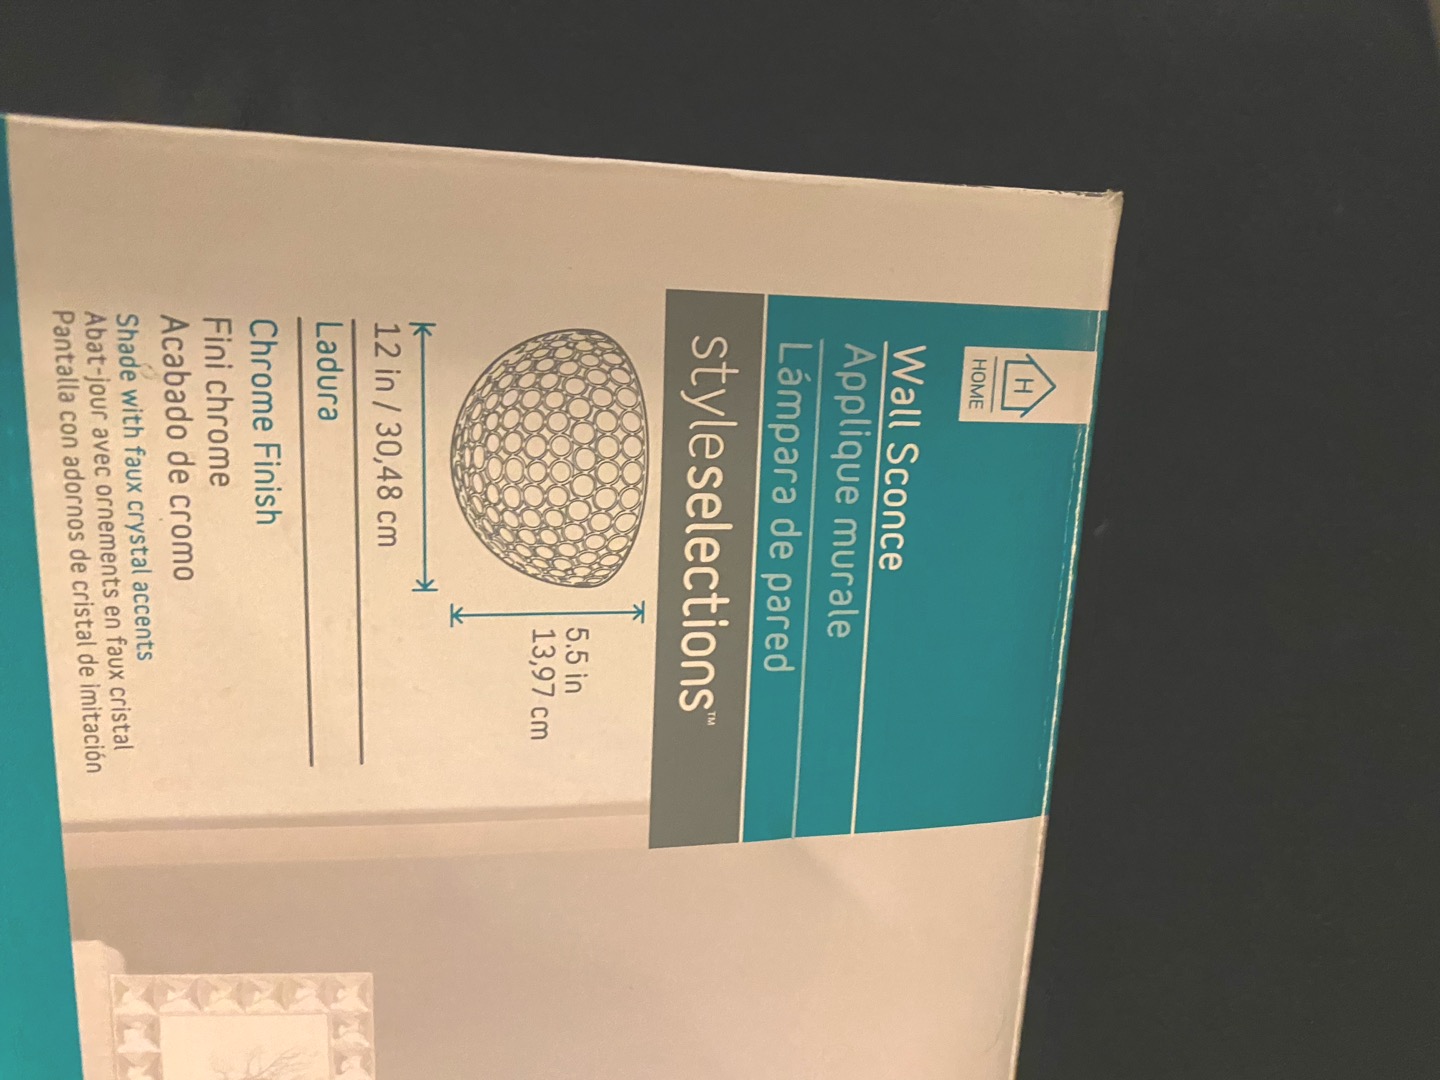 H
HOME
Wall Sconce
Applique murale
Lámpara de pared
styleselections™
5.5 in
13,97 cm
12 in / 30,48 cm
Ladura
Chrome Finish
Fini chrome
Acabado de cromo
Shade with faux crystal accents
Abat-jour avec ornements en faux cristal
Pantalla con adornos de cristal de imitación